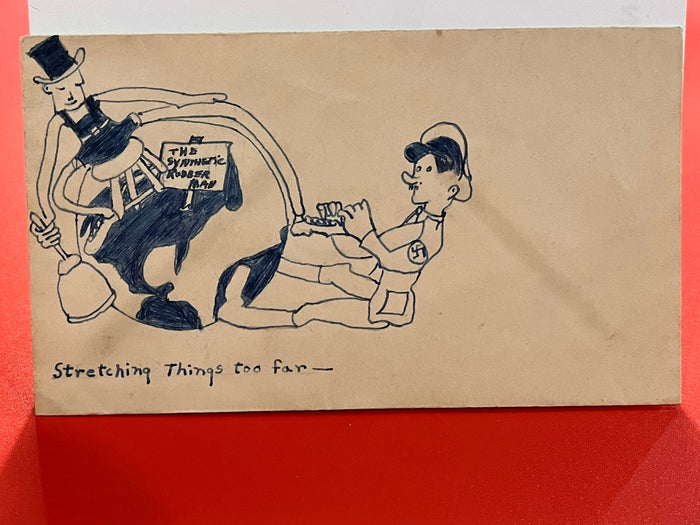 THE
SYNTHETIC
RUBBER
MAN
Stretching Things too far—